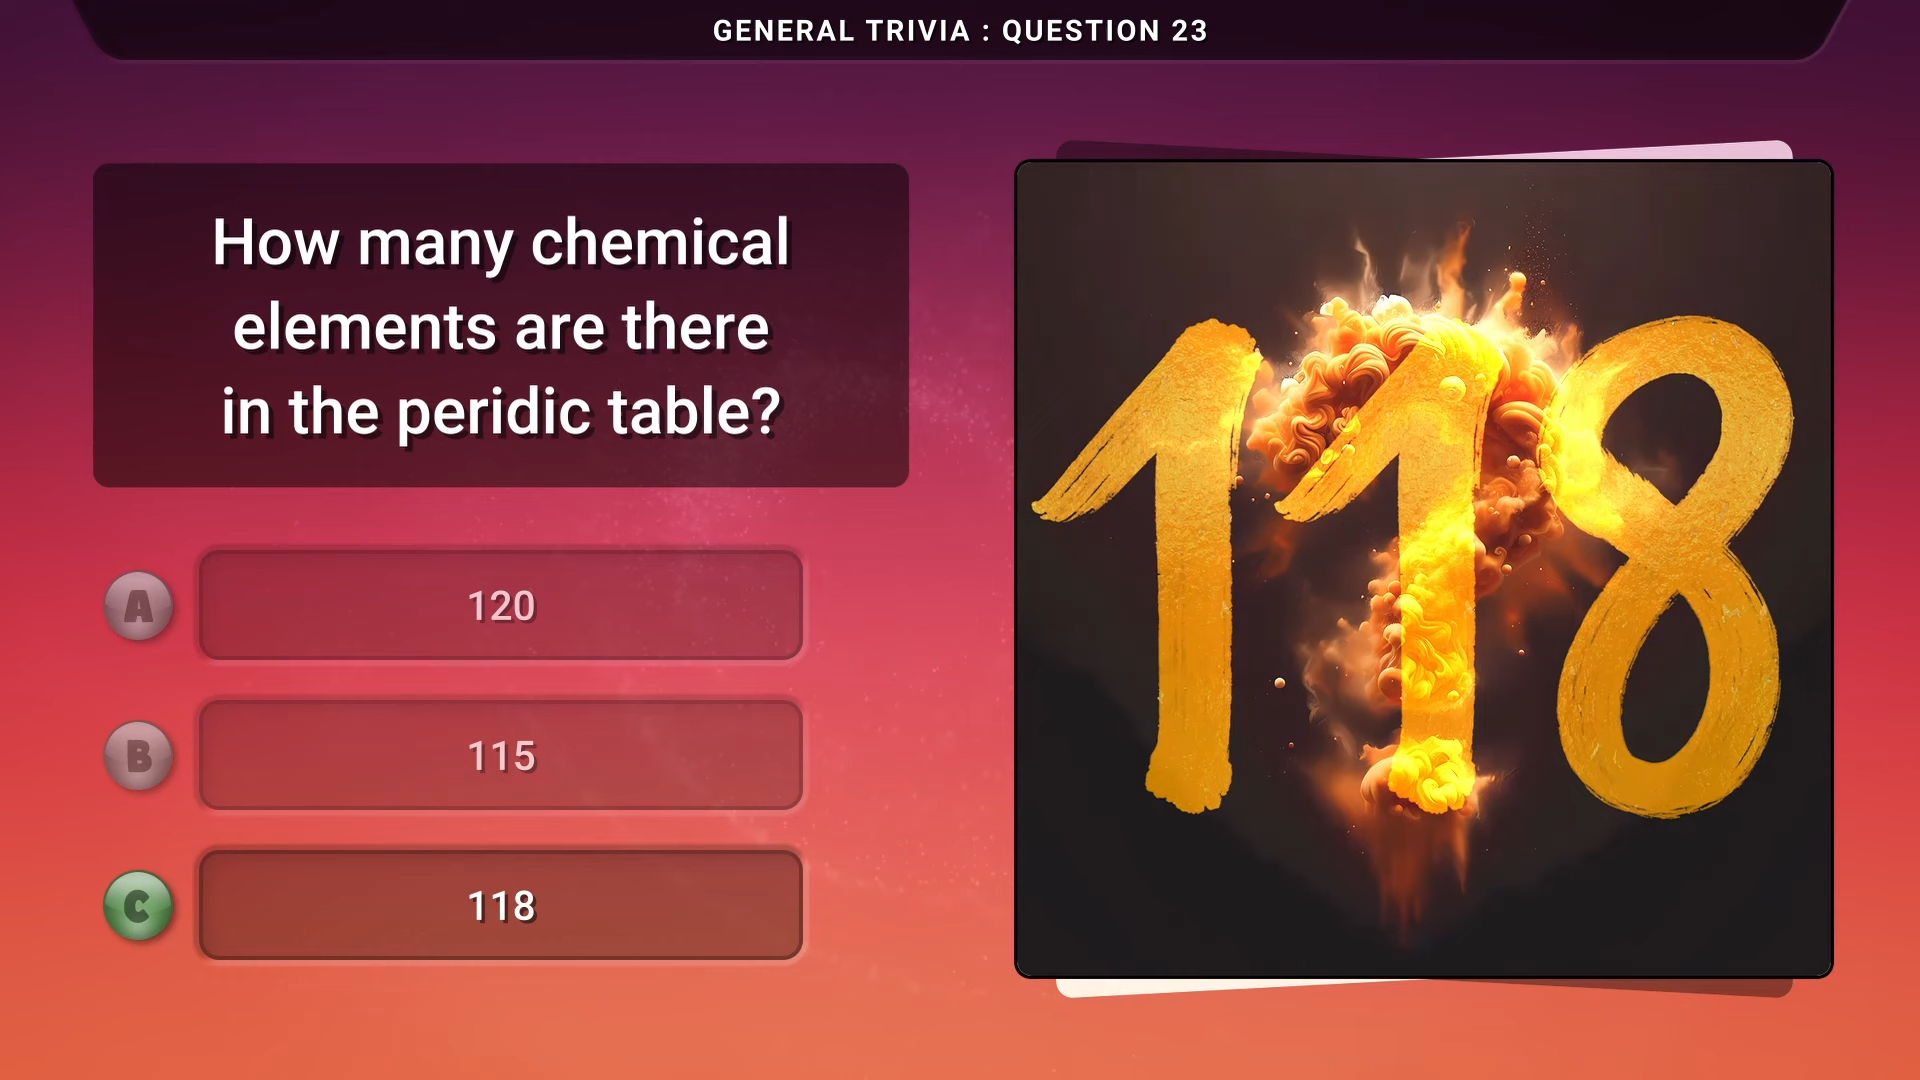 GENERAL TRIVIA : QUESTION 23
How many chemical
elements are there
in the peridic table?
A
120
B
115
C
118
118